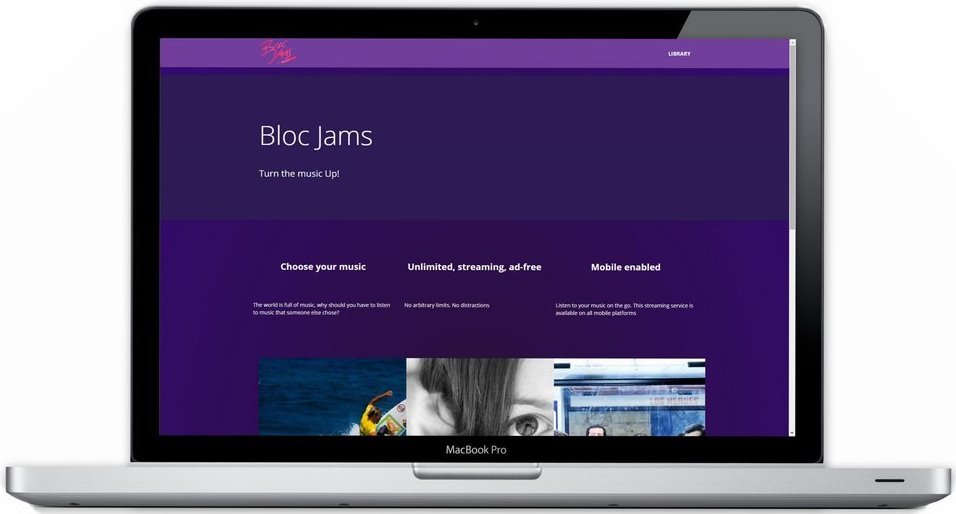 Bloc Jams
LIBRARY
Bloc Jams
Turn the music Up!
Choose your music
Unlimited, streaming, ad-free
Mobile enabled
The world is full of music, why should you have to listen
to music that someone else chose?
No arbitrary limits. No distractions
Listen to your music on the go. This streaming service is
available on all mobile platforms
LOS HEROES
MacBook Pro